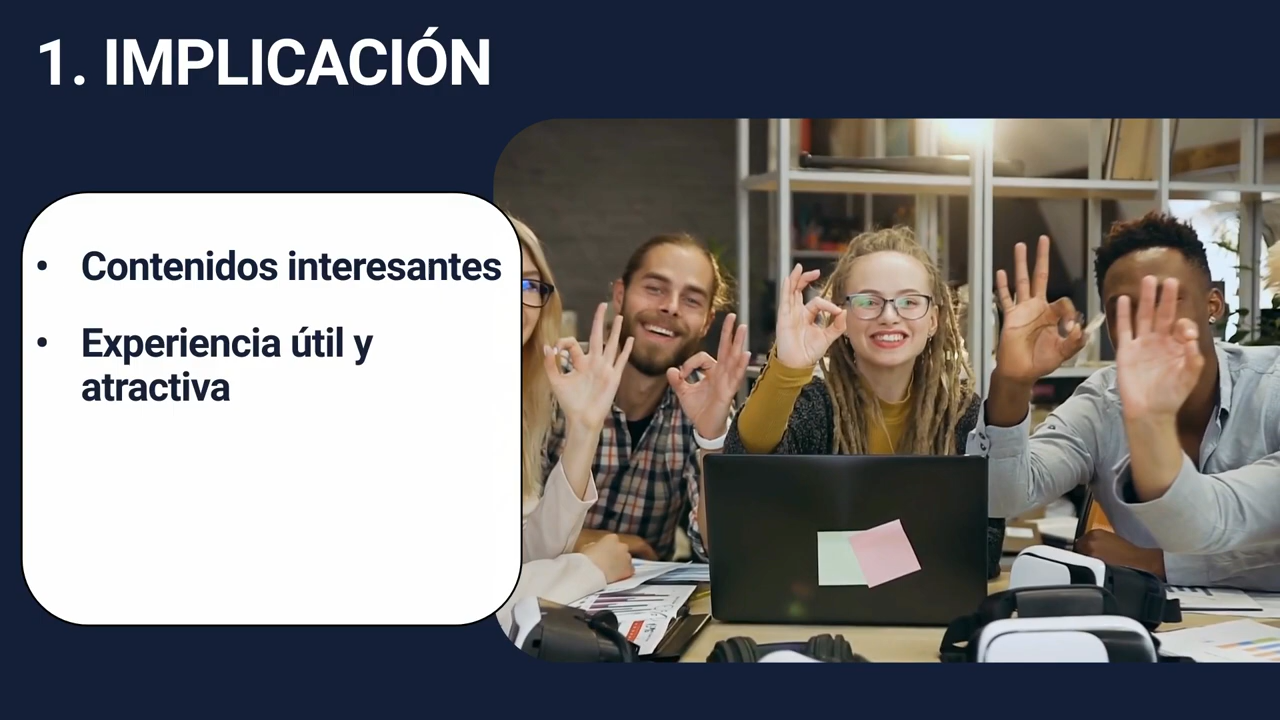 1. IMPLICACIÓN
• Contenidos interesantes
• Experiencia útil y
atractiva